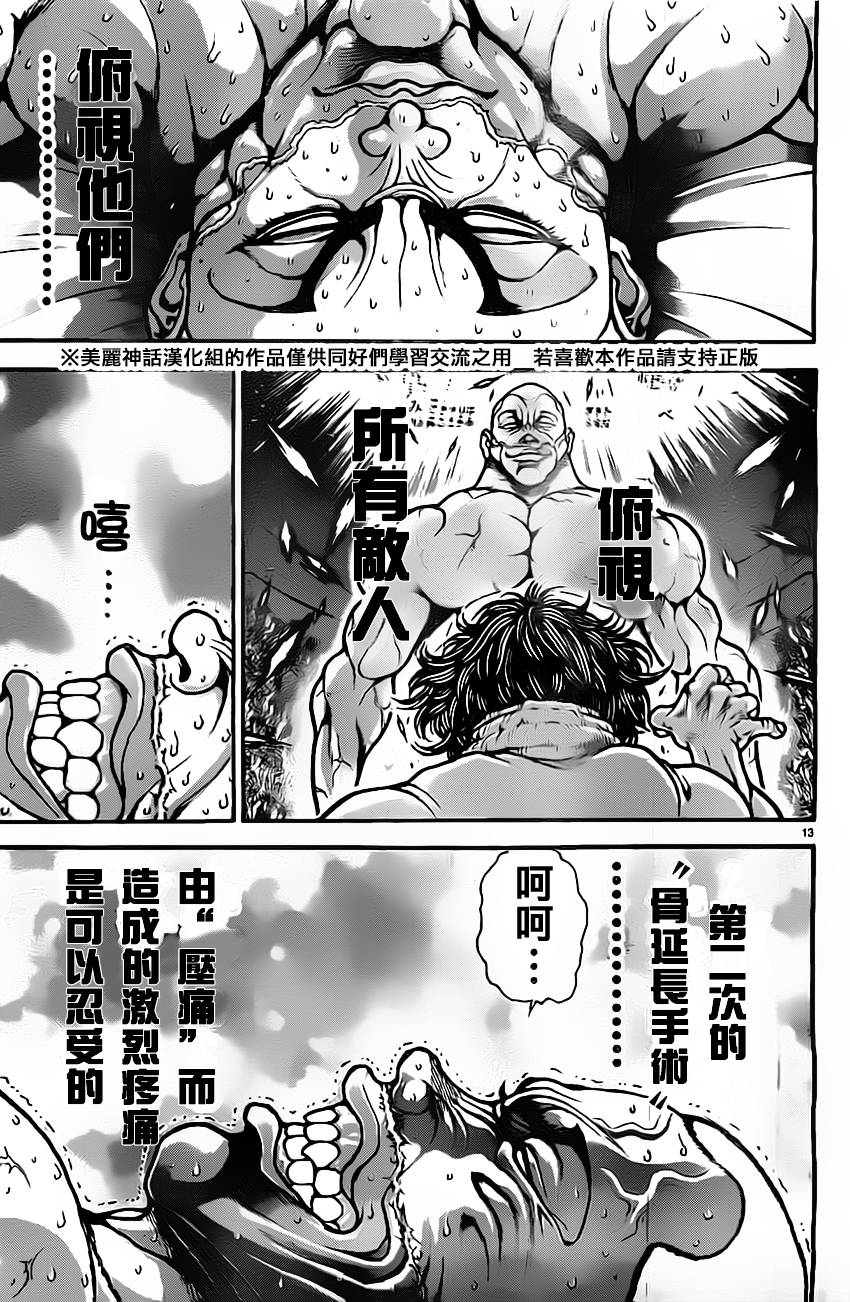 俯視他們
…………………
※美麗神話漢化組的作品僅供同好們學習交流之用 若喜歡本作品請支持正版
俯視
所有敵人
嘻…
13
第二次的
〝骨延長手術〞
…………
呵呵…
由“壓痛”而
造成的激烈疼痛
是可以忍受的